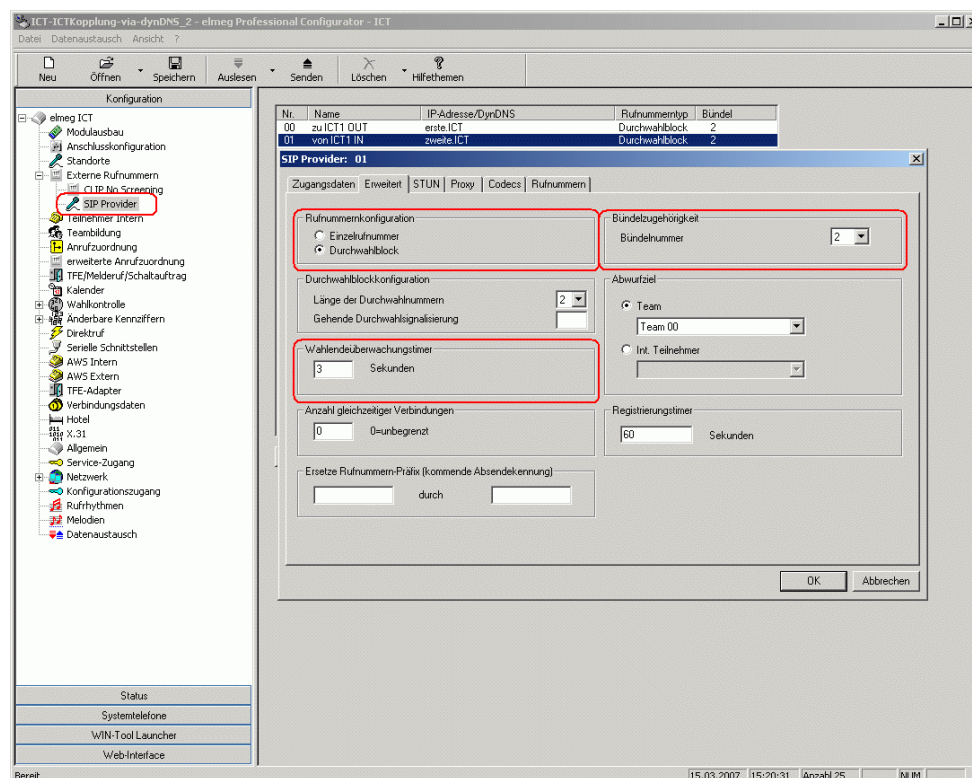 ICT-ICTKopplung-via-dynDNS_2 - elmeg Professional Configurator - ICT
Datei Datenaustausch Ansicht ?
Neu Öffnen Speichern Auslesen Senden Löschen Hilfethemen
Konfiguration
elmeg ICT
Modulausbau
Anschlusskonfiguration
Standorte
Externe Rufnummern
CLIP No Screening
SIP Provider
Teilnehmer Intern
Teambildung
Anrufzuordnung
erweiterte Anrufzuordnung
TFE/Melderuf/Schaltauftrag
Kalender
Wahlkontrolle
Änderbare Kennziffern
Direktruf
Serielle Schnittstellen
AWS Intern
AWS Extern
TFE-Adapter
Verbindungsdaten
Hotel
X.31
Allgemein
Service-Zugang
Netzwerk
Konfigurationszugang
Rufrhythmen
Melodien
Datenaustausch
Status
Systemtelefone
WIN-Tool Launcher
Web-Interface
Nr. Name IP-Adresse/DynDNS Rufnummerntyp Bündel
00 zu ICT1 OUT erste.ICT Durchwahlblock 2
01 von ICT1 IN zweite.ICT Durchwahlblock 2
SIP Provider: 01
Zugangsdaten Erweitert STUN Proxy Codecs Rufnummern
Rufnummernkonfiguration
Einzelrufnummer
Durchwahlblock
Bündelzugehörigkeit
Bündelnummer 2
Durchwahlblockkonfiguration
Länge der Durchwahlnummern 2
Gehende Durchwahlsignalisierung
Abwurfziel
Team
Team 00
Int. Teilnehmer
Wahlendeüberwachungstimer
3 Sekunden
Anzahl gleichzeitiger Verbindungen
0 0=unbegrenzt
Registrierungstimer
60 Sekunden
Ersetze Rufnummern-Präfix (kommende Absendekennung)
durch
OK Abbrechen
Bereit 15.03.2007 15:20:31 Anzahl 25 NUM